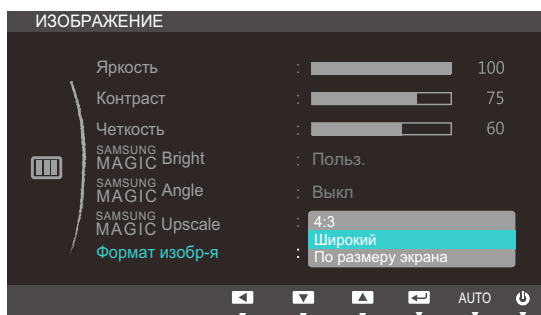 ИЗОБРАЖЕНИЕ
Яркость : 100
Контраст : 75
Четкость : 60
SAMSUNG MAGIC Bright : Польз.
SAMSUNG MAGIC Angle : Выкл
SAMSUNG MAGIC Upscale : 4:3
Широкий
Формат изобр-я : По размеру экрана
AUTO